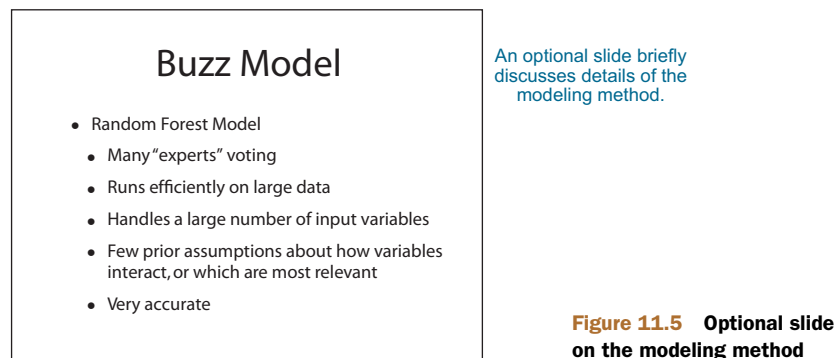 Buzz Model
• Random Forest Model
• Many “experts” voting
• Runs efficiently on large data
• Handles a large number of input variables
• Few prior assumptions about how variables
interact, or which are most relevant
• Very accurate
An optional slide briefly
discusses details of the
modeling method.
Figure 11.5 Optional slide
on the modeling method